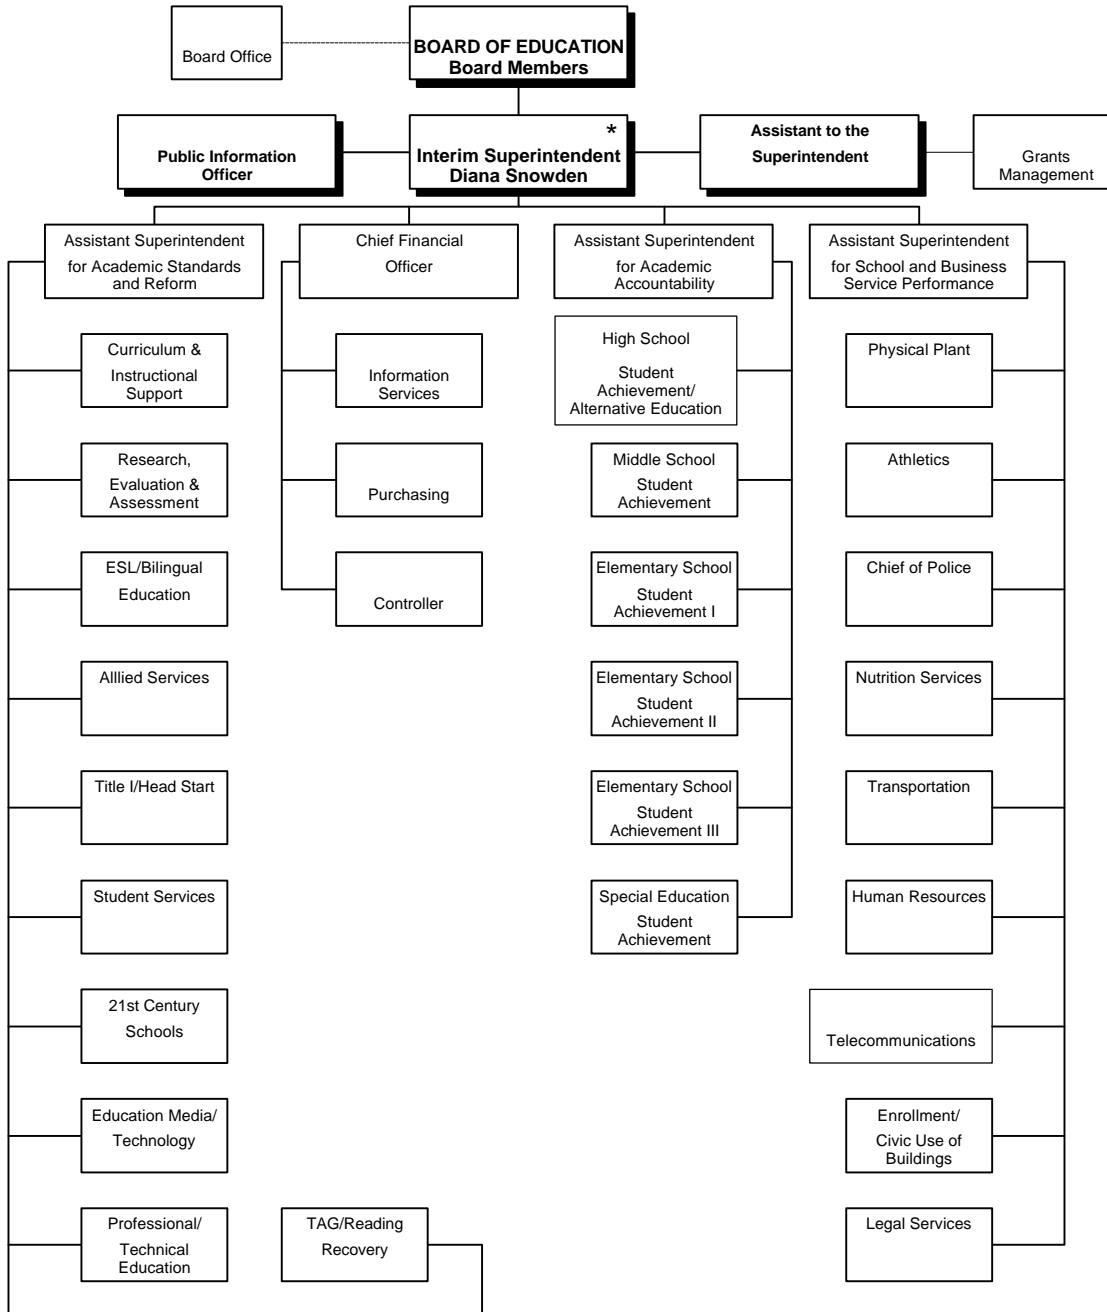 Board Office
BOARD OF EDUCATION
Board Members
Public Information
Officer
*
Interim Superintendent
Diana Snowden
Assistant to the
Superintendent
Grants
Management
Assistant Superintendent
for Academic Standards
and Reform
Chief Financial
Officer
Assistant Superintendent
for Academic
Accountability
Assistant Superintendent
for School and Business
Service Performance
Curriculum &
Instructional
Support
Research,
Evaluation &
Assessment
ESL/Bilingual
Education
Alllied Services
Title I/Head Start
Student Services
21st Century
Schools
Education Media/
Technology
Professional/
Technical
Education
Information
Services
Purchasing
Controller
TAG/Reading
Recovery
High School
Student
Achievement/
Alternative Education
Middle School
Student
Achievement
Elementary School
Student
Achievement I
Elementary School
Student
Achievement II
Elementary School
Student
Achievement III
Special Education
Student
Achievement
Physical Plant
Athletics
Chief of Police
Nutrition Services
Transportation
Human Resources
Telecommunications
Enrollment/
Civic Use of
Buildings
Legal Services